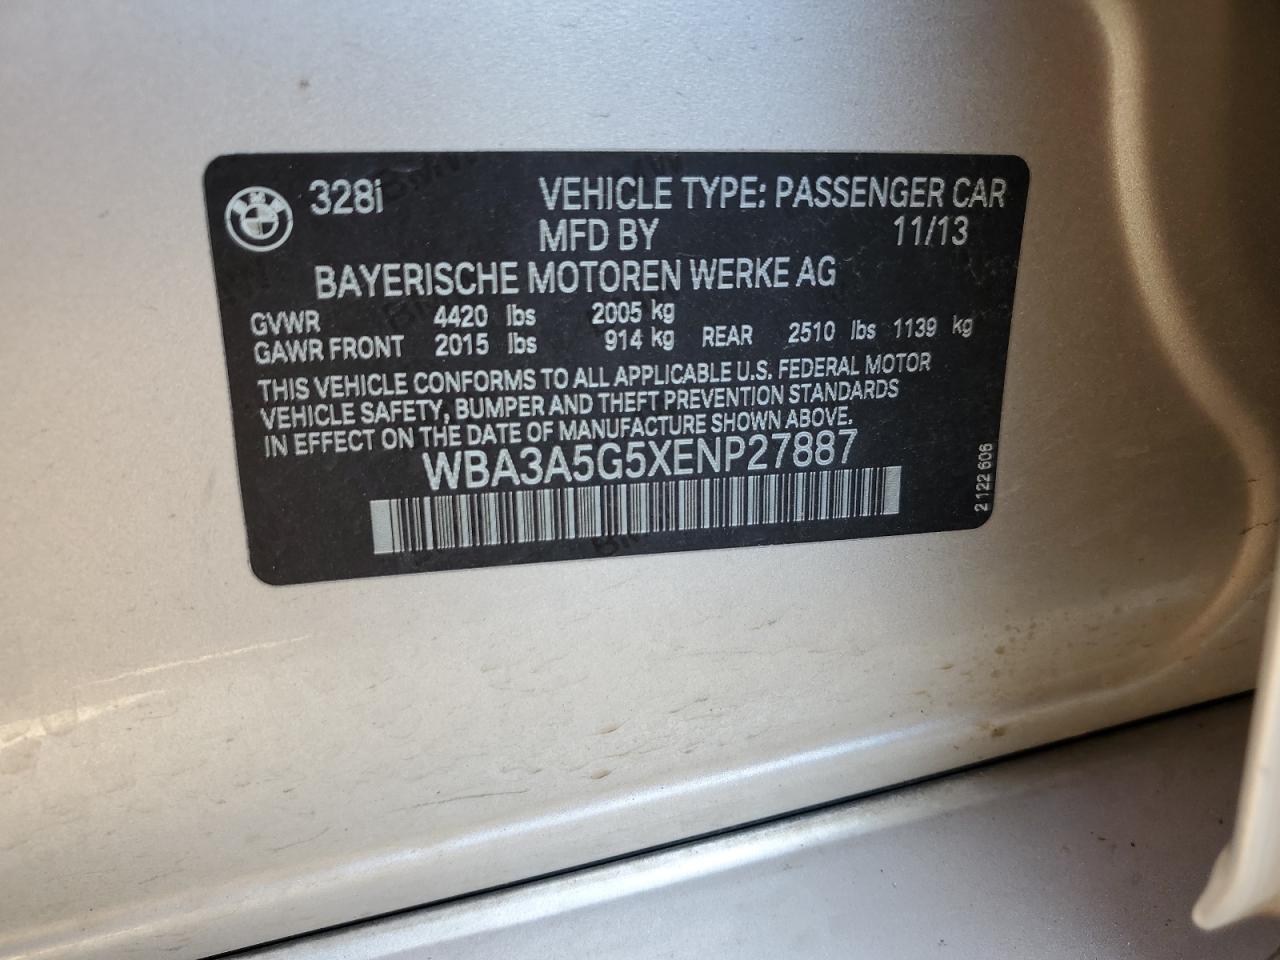 328i VEHICLE TYPE: PASSENGER CAR
MFD BY 11/13
BAYERISCHE MOTOREN WERKE AG
GVWR 4420 lbs 2005 kg
GAWR FRONT 2015 lbs 914 kg REAR 2510 lbs 1139 kg
THIS VEHICLE CONFORMS TO ALL APPLICABLE U.S. FEDERAL MOTOR
VEHICLE SAFETY, BUMPER AND THEFT PREVENTION STANDARDS
IN EFFECT ON THE DATE OF MANUFACTURE SHOWN ABOVE.
WBA3A5G5XENP27887
2 122 606